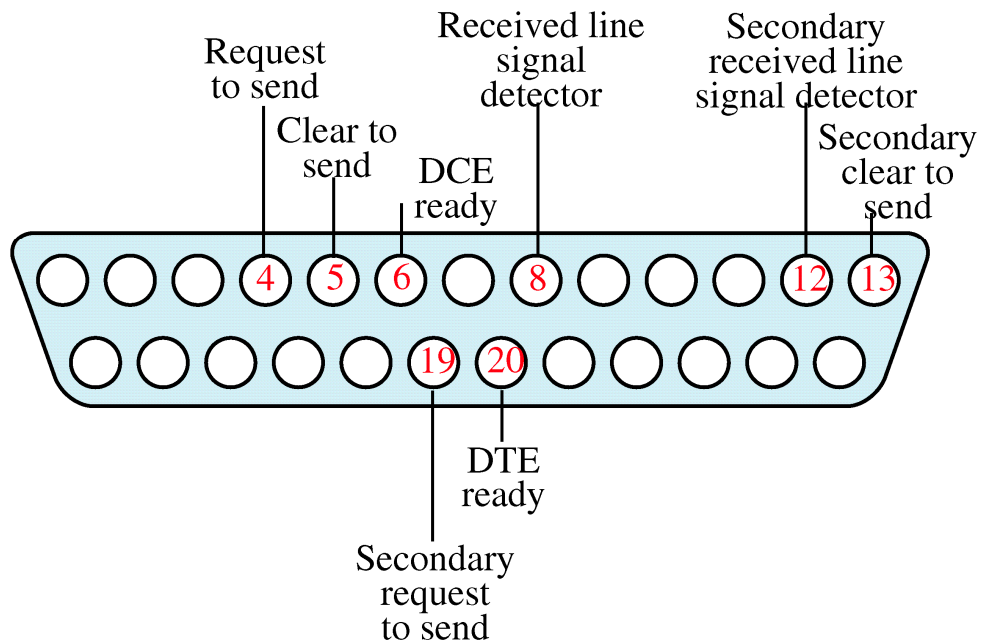 Request
to send
Clear to
send
DCE
ready
Received line
signal
detector
Secondary
received line
signal detector
Secondary
clear to
send
4
5
6
8
12
13
19
20
DTE
ready
Secondary
request
to send